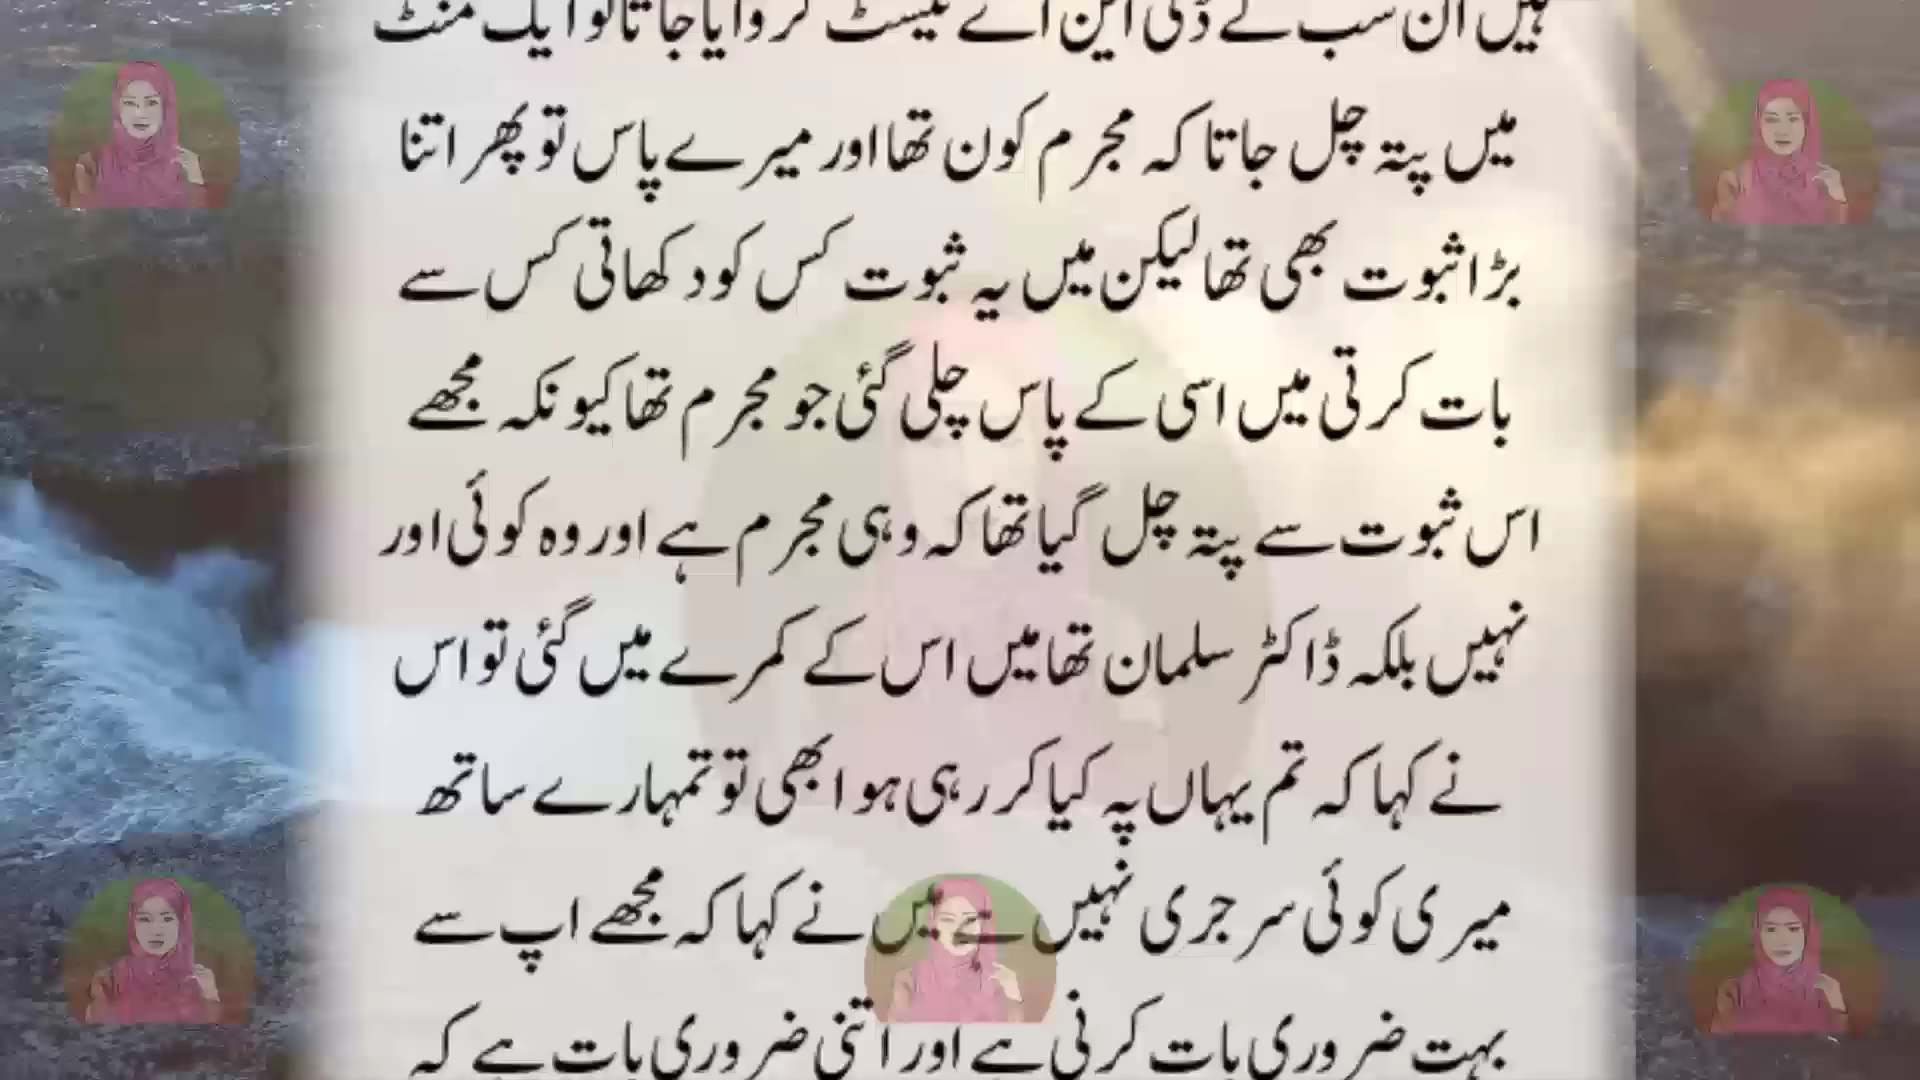 ہیں ان سب کے ڈی این اے ٹیسٹ کروایا جاتا تو ایک منٹ
میں پتہ چل جاتا کہ مجرم کون تھا اور میرے پاس تو پھر اتنا
بڑا ثبوت بھی تھا لیکن میں یہ ثبوت کس کو دکھاتی کس سے
بات کرتی میں اسی کے پاس چلی گئی جو مجرم تھا کیونکہ مجھے
اس ثبوت سے پتہ چل گیا تھا کہ وہی مجرم ہے اور وہ کوئی اور
نہیں بلکہ ڈاکٹر سلمان تھا میں اس کے کمرے میں گئی تو اس
نے کہا کہ تم یہاں پہ کیا کر رہی ہو ابھی تو تمہارے ساتھ
میری کوئی سرجری نہیں ہے میں نے کہا کہ مجھے اپ سے
بہت ضروری بات کرنی ہے اور اتنی ضروری بات ہے کہ